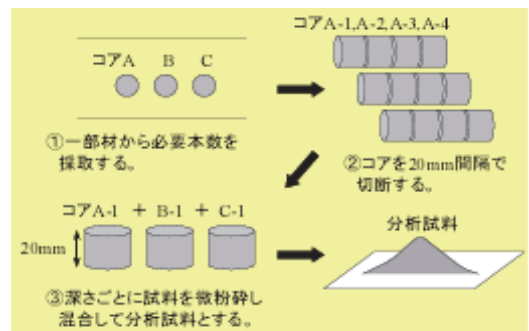 コアA B C
①一部材から必要本数を
採取する。
コアA-1, A-2, A-3, A-4
②コアを20mm間隔で
切断する。
コアA-1 + B-1 + C-1
20mm
③深さごとに試料を微粉砕し
混合して分析試料とする。
分析試料